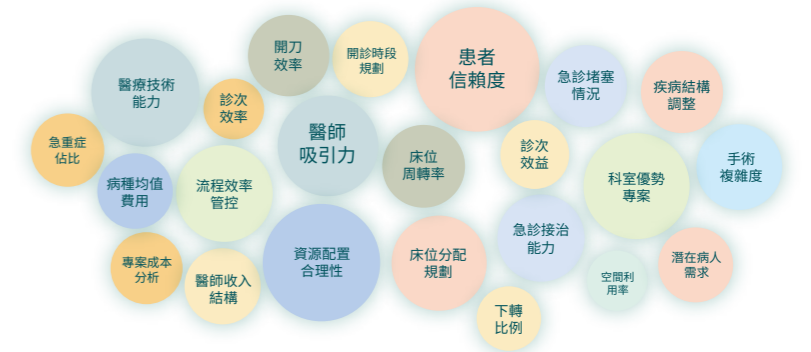 開刀
效率
開診時段
規劃
患者
信賴度
急診堵塞
情況
疾病結構
調整
醫療技術
能力
診次
效率
醫師
吸引力
急重症
佔比
床位
周轉率
診次
效益
科室優勢
專案
手術
複雜度
病種均值
費用
流程效率
管控
資源配置
合理性
床位分配
規劃
急診接治
能力
專案成本
分析
醫師收入
結構
空間利
用率
潛在病人
需求
下轉
比例